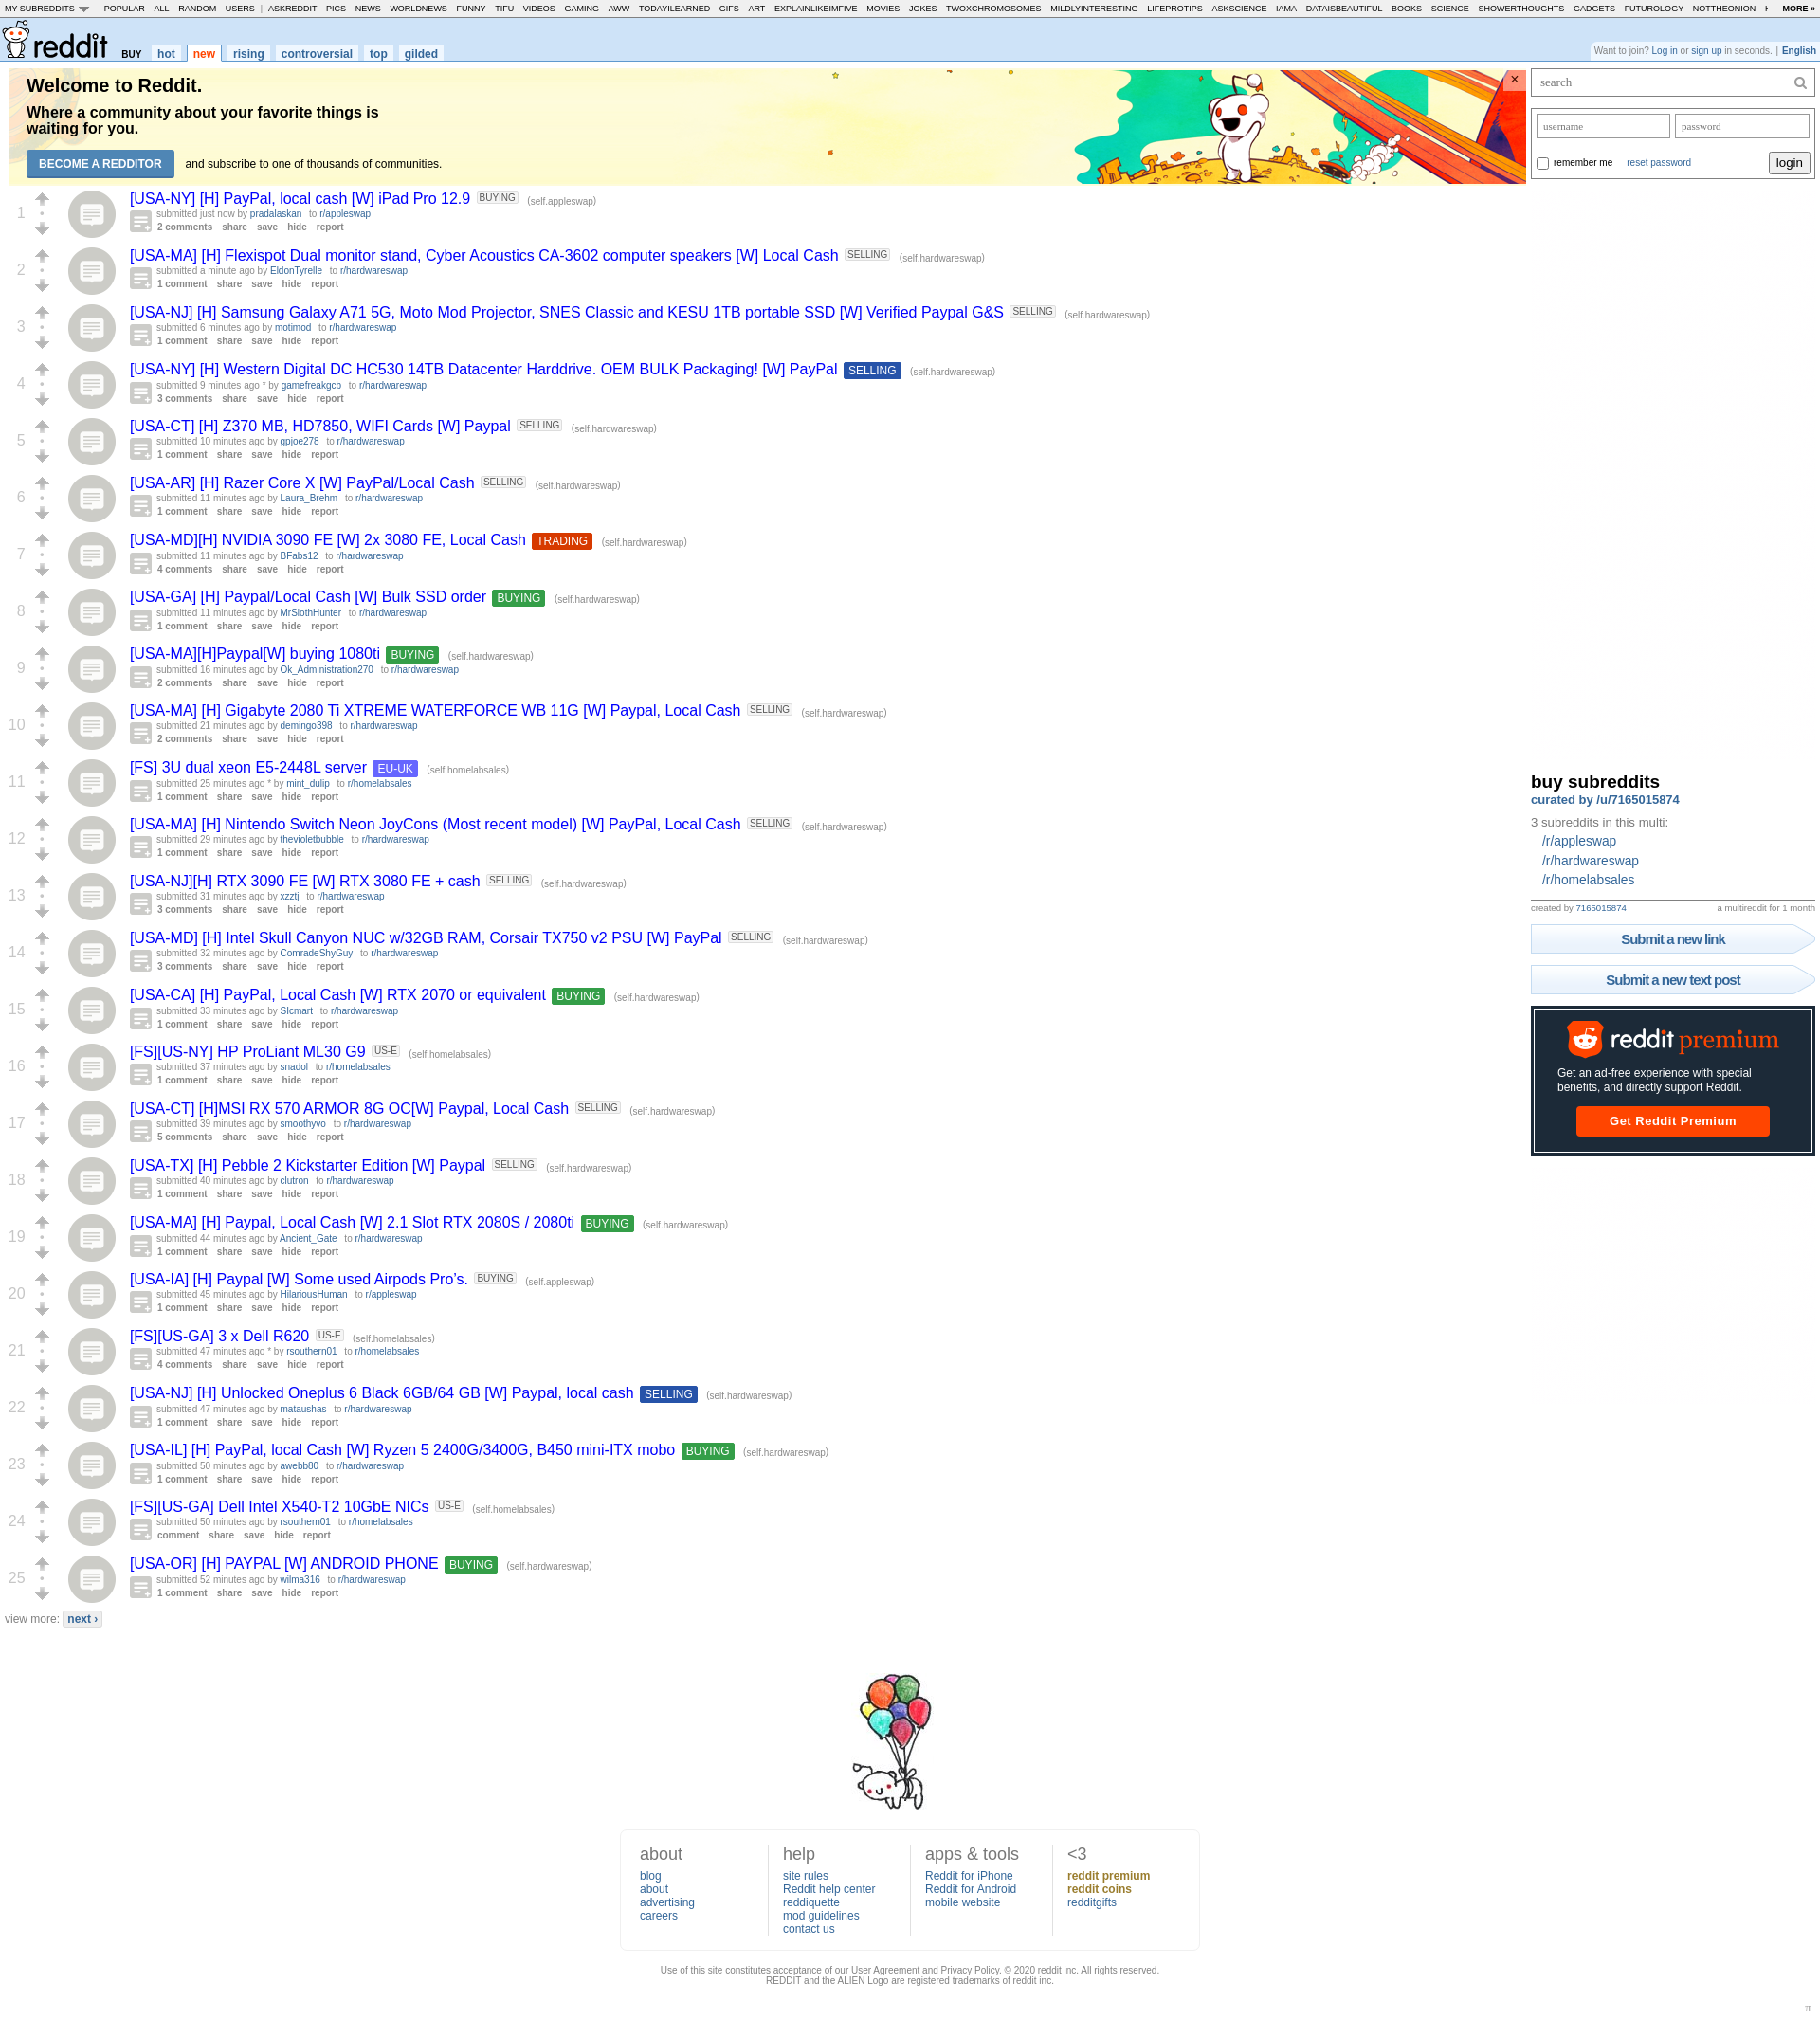 MY SUBREDDITS POPULAR - ALL - RANDOM - USERS | ASKREDDIT - PICS - NEWS - WORLDNEWS - FUNNY - TIFU - VIDEOS - GAMING - AWW - TODAYILEARNED - GIFS - ART - EXPLAINLIKEIMFIVE - MOVIES - JOKES - TWOXCHROMOSOMES - MILDLYINTERESTING - LIFEPROTIPS - ASKSCIENCE - IAMA - DATAISBEAUTIFUL - BOOKS - SCIENCE - SHOWERTHOUGHTS - GADGETS - FUTUROLOGY - NOTTHEONION - MORE »
reddit BUY hot new rising controversial top gilded
Want to join? Log in or sign up in seconds. | English
Welcome to Reddit.
Where a community about your favorite things is
waiting for you.
BECOME A REDDITOR and subscribe to one of thousands of communities.
×
search
username password
remember me reset password login
1 [USA-NY] [H] PayPal, local cash [W] iPad Pro 12.9 BUYING (self.appleswap)
submitted just now by pradalaskan to r/appleswap
2 comments share save hide report
2 [USA-MA] [H] Flexispot Dual monitor stand, Cyber Acoustics CA-3602 computer speakers [W] Local Cash SELLING (self.hardwareswap)
submitted a minute ago by EldonTyrelle to r/hardwareswap
1 comment share save hide report
3 [USA-NJ] [H] Samsung Galaxy A71 5G, Moto Mod Projector, SNES Classic and KESU 1TB portable SSD [W] Verified Paypal G&S SELLING (self.hardwareswap)
submitted 6 minutes ago by motimod to r/hardwareswap
1 comment share save hide report
4 [USA-NY] [H] Western Digital DC HC530 14TB Datacenter Harddrive. OEM BULK Packaging! [W] PayPal SELLING (self.hardwareswap)
submitted 9 minutes ago * by gamefreakgcb to r/hardwareswap
3 comments share save hide report
5 [USA-CT] [H] Z370 MB, HD7850, WIFI Cards [W] Paypal SELLING (self.hardwareswap)
submitted 10 minutes ago by gpjoe278 to r/hardwareswap
1 comment share save hide report
6 [USA-AR] [H] Razer Core X [W] PayPal/Local Cash SELLING (self.hardwareswap)
submitted 11 minutes ago by Laura_Brehm to r/hardwareswap
1 comment share save hide report
7 [USA-MD][H] NVIDIA 3090 FE [W] 2x 3080 FE, Local Cash TRADING (self.hardwareswap)
submitted 11 minutes ago by BFabs12 to r/hardwareswap
4 comments share save hide report
8 [USA-GA] [H] Paypal/Local Cash [W] Bulk SSD order BUYING (self.hardwareswap)
submitted 11 minutes ago by MrSlothHunter to r/hardwareswap
1 comment share save hide report
9 [USA-MA][H]Paypal[W] buying 1080ti BUYING (self.hardwareswap)
submitted 16 minutes ago by Ok_Administration270 to r/hardwareswap
2 comments share save hide report
10 [USA-MA] [H] Gigabyte 2080 Ti XTREME WATERFORCE WB 11G [W] Paypal, Local Cash SELLING (self.hardwareswap)
submitted 21 minutes ago by demingo398 to r/hardwareswap
2 comments share save hide report
11 [FS] 3U dual xeon E5-2448L server EU-UK (self.homelabsales)
submitted 25 minutes ago * by mint_dulip to r/homelabsales
1 comment share save hide report
12 [USA-MA] [H] Nintendo Switch Neon JoyCons (Most recent model) [W] PayPal, Local Cash SELLING (self.hardwareswap)
submitted 29 minutes ago by thevioletbubble to r/hardwareswap
1 comment share save hide report
13 [USA-NJ][H] RTX 3090 FE [W] RTX 3080 FE + cash SELLING (self.hardwareswap)
submitted 31 minutes ago by xzztj to r/hardwareswap
3 comments share save hide report
14 [USA-MD] [H] Intel Skull Canyon NUC w/32GB RAM, Corsair TX750 v2 PSU [W] PayPal SELLING (self.hardwareswap)
submitted 32 minutes ago by ComradeShyGuy to r/hardwareswap
3 comments share save hide report
15 [USA-CA] [H] PayPal, Local Cash [W] RTX 2070 or equivalent BUYING (self.hardwareswap)
submitted 33 minutes ago by SIcmart to r/hardwareswap
1 comment share save hide report
16 [FS][US-NY] HP ProLiant ML30 G9 US-E (self.homelabsales)
submitted 37 minutes ago by snadol to r/homelabsales
1 comment share save hide report
17 [USA-CT] [H]MSI RX 570 ARMOR 8G OC[W] Paypal, Local Cash SELLING (self.hardwareswap)
submitted 39 minutes ago by smoothyvo to r/hardwareswap
5 comments share save hide report
18 [USA-TX] [H] Pebble 2 Kickstarter Edition [W] Paypal SELLING (self.hardwareswap)
submitted 40 minutes ago by clutron to r/hardwareswap
1 comment share save hide report
19 [USA-MA] [H] Paypal, Local Cash [W] 2.1 Slot RTX 2080S / 2080ti BUYING (self.hardwareswap)
submitted 44 minutes ago by Ancient_Gate to r/hardwareswap
1 comment share save hide report
20 [USA-IA] [H] Paypal [W] Some used Airpods Pro’s. BUYING (self.appleswap)
submitted 45 minutes ago by HilariousHuman to r/appleswap
1 comment share save hide report
21 [FS][US-GA] 3 x Dell R620 US-E (self.homelabsales)
submitted 47 minutes ago * by rsouthern01 to r/homelabsales
4 comments share save hide report
22 [USA-NJ] [H] Unlocked Oneplus 6 Black 6GB/64 GB [W] Paypal, local cash SELLING (self.hardwareswap)
submitted 47 minutes ago by mataushas to r/hardwareswap
1 comment share save hide report
23 [USA-IL] [H] PayPal, local Cash [W] Ryzen 5 2400G/3400G, B450 mini-ITX mobo BUYING (self.hardwareswap)
submitted 50 minutes ago by awebb80 to r/hardwareswap
1 comment share save hide report
24 [FS][US-GA] Dell Intel X540-T2 10GbE NICs US-E (self.homelabsales)
submitted 50 minutes ago by rsouthern01 to r/homelabsales
comment share save hide report
25 [USA-OR] [H] PAYPAL [W] ANDROID PHONE BUYING (self.hardwareswap)
submitted 52 minutes ago by wilma316 to r/hardwareswap
1 comment share save hide report
view more: next ›
buy subreddits
curated by /u/7165015874
3 subreddits in this multi:
/r/appleswap
/r/hardwareswap
/r/homelabsales
created by 7165015874 a multireddit for 1 month
Submit a new link
Submit a new text post
reddit premium
Get an ad-free experience with special
benefits, and directly support Reddit.
Get Reddit Premium
about
blog
about
advertising
careers
help
site rules
Reddit help center
reddiquette
mod guidelines
contact us
apps & tools
Reddit for iPhone
Reddit for Android
mobile website
<3
reddit premium
reddit coins
redditgifts
Use of this site constitutes acceptance of our User Agreement and Privacy Policy. © 2020 reddit inc. All rights reserved.
REDDIT and the ALIEN Logo are registered trademarks of reddit inc.
π